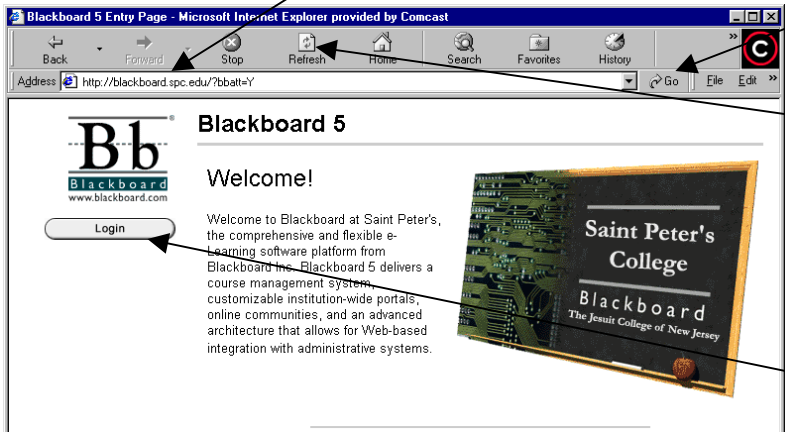 Blackboard 5 Entry Page - Microsoft Internet Explorer provided by Comcast
Back Forward Stop Refresh Home Search Favorites History »
Address http://blackboard.spc.edu/?bbatt=Y Go File Edit »
Bb ®
Blackboard
www.blackboard.com
Login
Blackboard 5
Welcome!
Welcome to Blackboard at Saint Peter's,
the comprehensive and flexible e-
Learning software platform from
Blackboard Inc. Blackboard 5 delivers a
course management system,
customizable institution-wide portals,
online communities, and an advanced
architecture that allows for Web-based
integration with administrative systems.
Saint Peter's
College
Blackboard
The Jesuit College of New Jersey